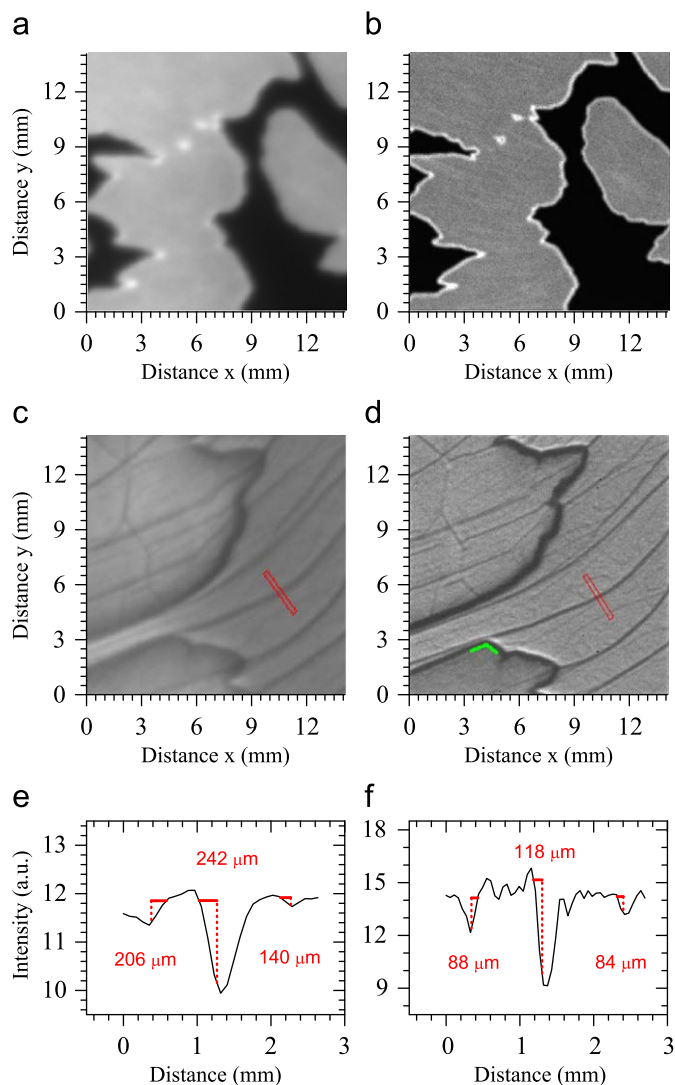 a
b
Distance y (mm)
12
9
6
3
0
0 3 6 9 12
Distance x (mm)
0 3 6 9 12
Distance x (mm)
c
d
Distance y (mm)
12
9
6
3
0
0 3 6 9 12
Distance x (mm)
0 3 6 9 12
Distance x (mm)
e
f
Intensity (a.u.)
13
12
11
10
242 µm
206 µm
140 µm
0 1 2 3
Distance (mm)
18
15
12
9
118 µm
88 µm
84 µm
0 1 2 3
Distance (mm)